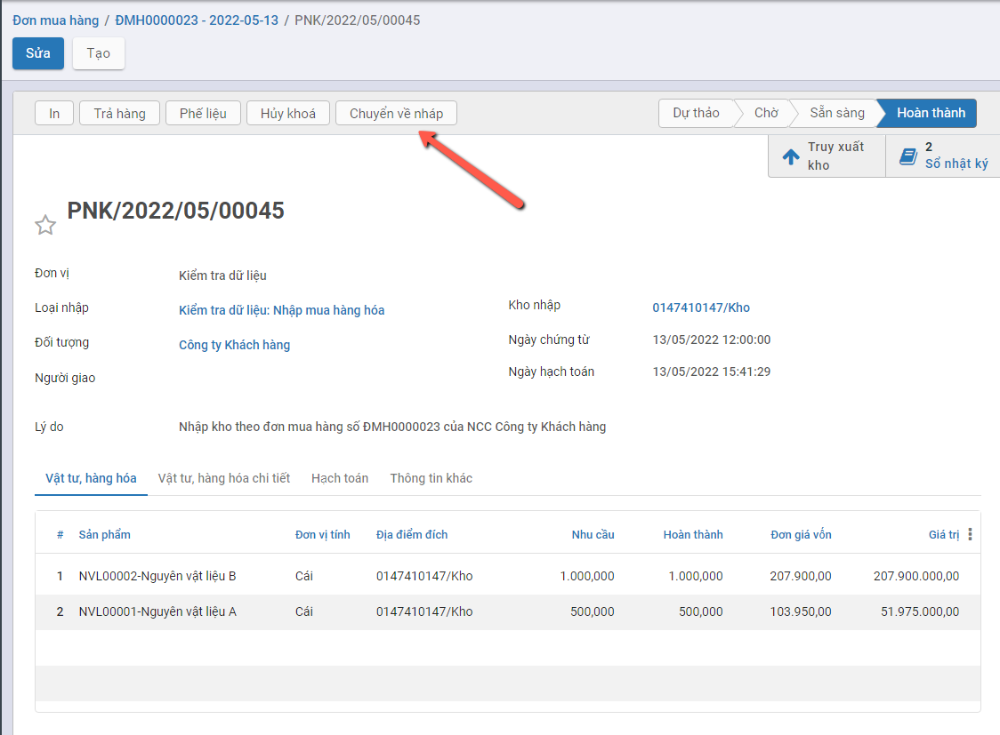 Đơn mua hàng / ĐMH0000023 - 2022-05-13 / PNK/2022/05/00045
Sửa Tạo
In Trả hàng Phế liệu Hủy khoá Chuyển về nháp Dự thảo Chờ Sẵn sàng Hoàn thành
Truy xuất kho
2 Sổ nhật ký
PNK/2022/05/00045
Đơn vị Kiểm tra dữ liệu
Loại nhập Kiểm tra dữ liệu: Nhập mua hàng hóa
Đối tượng Công ty Khách hàng
Người giao
Kho nhập 0147410147/Kho
Ngày chứng từ 13/05/2022 12:00:00
Ngày hạch toán 13/05/2022 15:41:29
Lý do Nhập kho theo đơn mua hàng số ĐMH0000023 của NCC Công ty Khách hàng
Vật tư, hàng hóa Vật tư, hàng hóa chi tiết Hạch toán Thông tin khác
# Sản phẩm Đơn vị tính Địa điểm đích Nhu cầu Hoàn thành Đơn giá vốn Giá trị
1 NVL00002-Nguyên vật liệu B Cái 0147410147/Kho 1.000,000 1.000,000 207.900,00 207.900.000,00
2 NVL00001-Nguyên vật liệu A Cái 0147410147/Kho 500,000 500,000 103.950,00 51.975.000,00